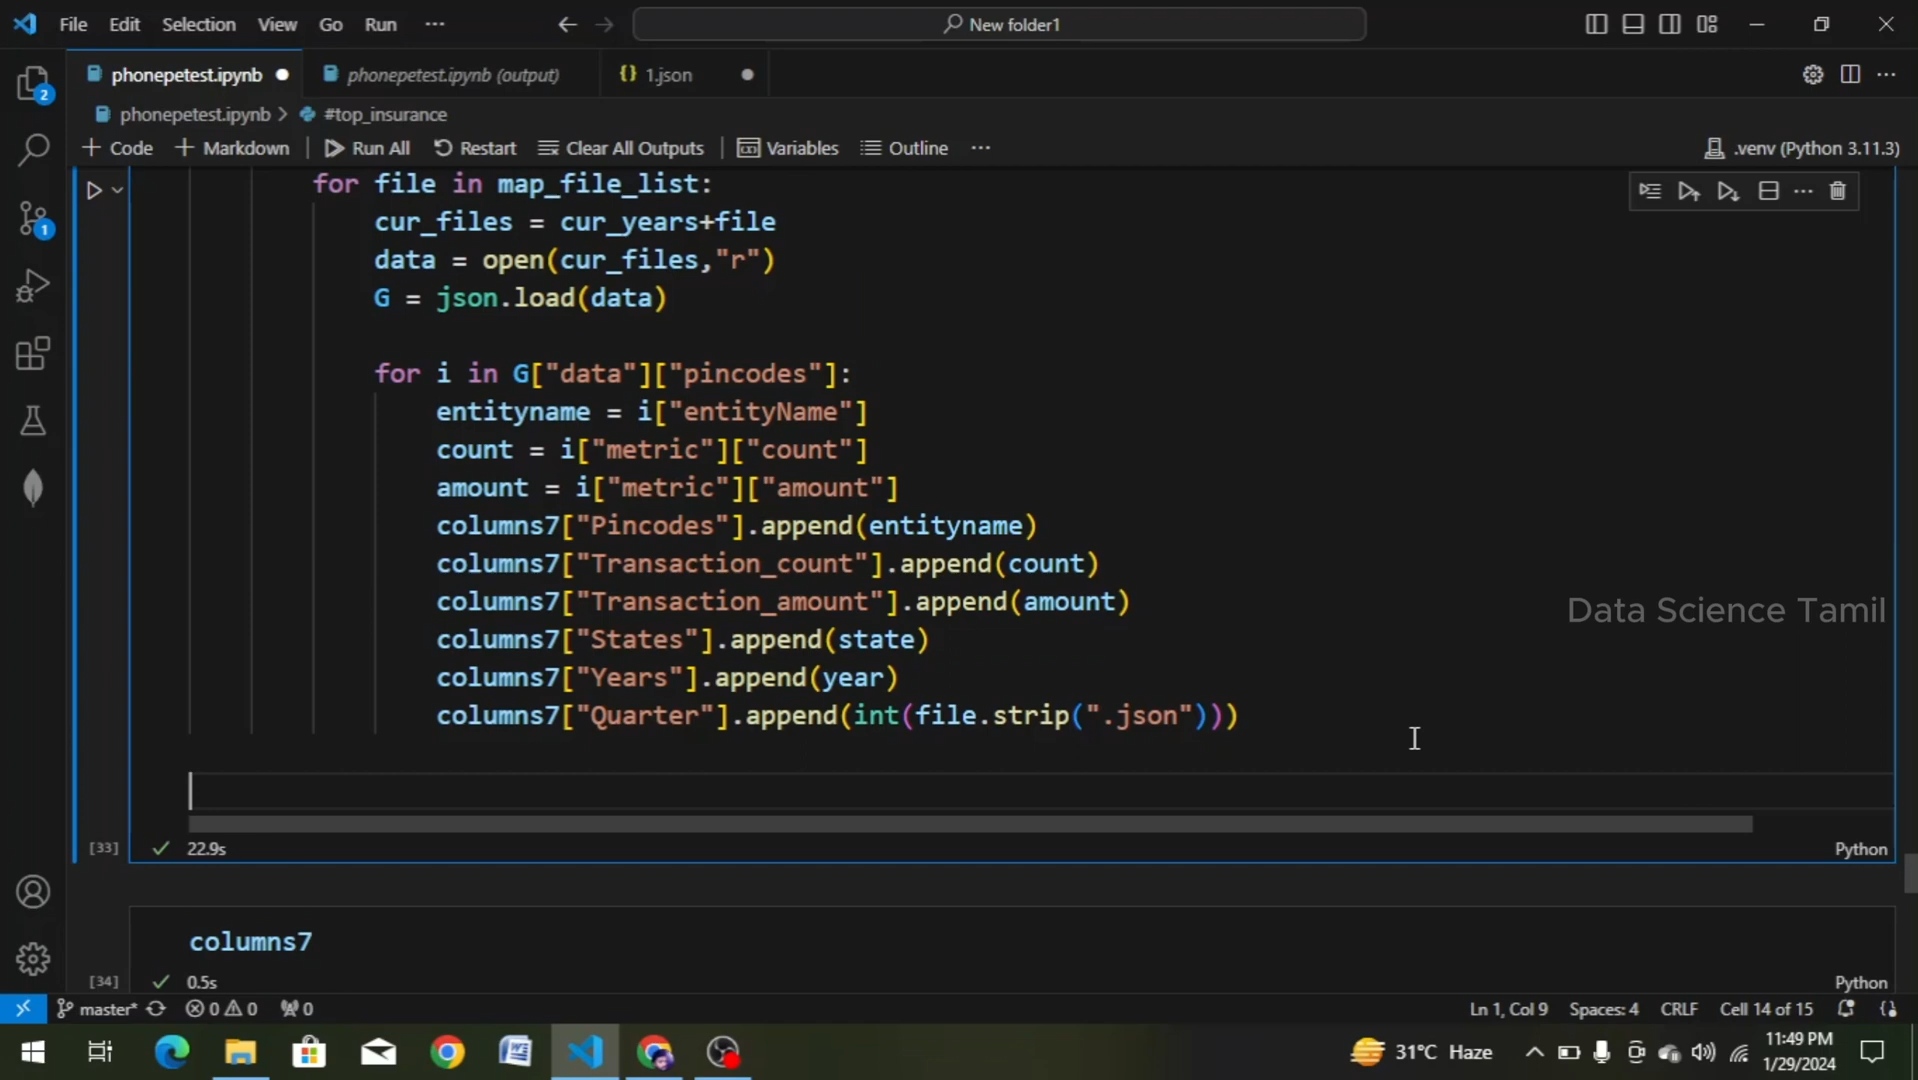 File Edit Selection View Go Run ··· New folder1
phonepetest.ipynb phonepetest.ipynb (output) {} 1.json
phonepetest.ipynb > #top_insurance
+ Code + Markdown Run All Restart Clear All Outputs Variables Outline ··· .venv (Python 3.11.3)
for file in map_file_list:
cur_files = cur_years+file
data = open(cur_files,"r")
G = json.load(data)
for i in G["data"]["pincodes"]:
entityname = i["entityName"]
count = i["metric"]["count"]
amount = i["metric"]["amount"]
columns7["Pincodes"].append(entityname)
columns7["Transaction_count"].append(count)
columns7["Transaction_amount"].append(amount)
Data Science Tamil
columns7["States"].append(state)
columns7["Years"].append(year)
columns7["Quarter"].append(int(file.strip(".json")))
[33] 22.9s Python
columns7
[34] 0.5s Python
master* 0 0 0 Ln 1, Col 9 Spaces: 4 CRLF Cell 14 of 15
31°C Haze 11:49 PM
1/29/2024
2
1